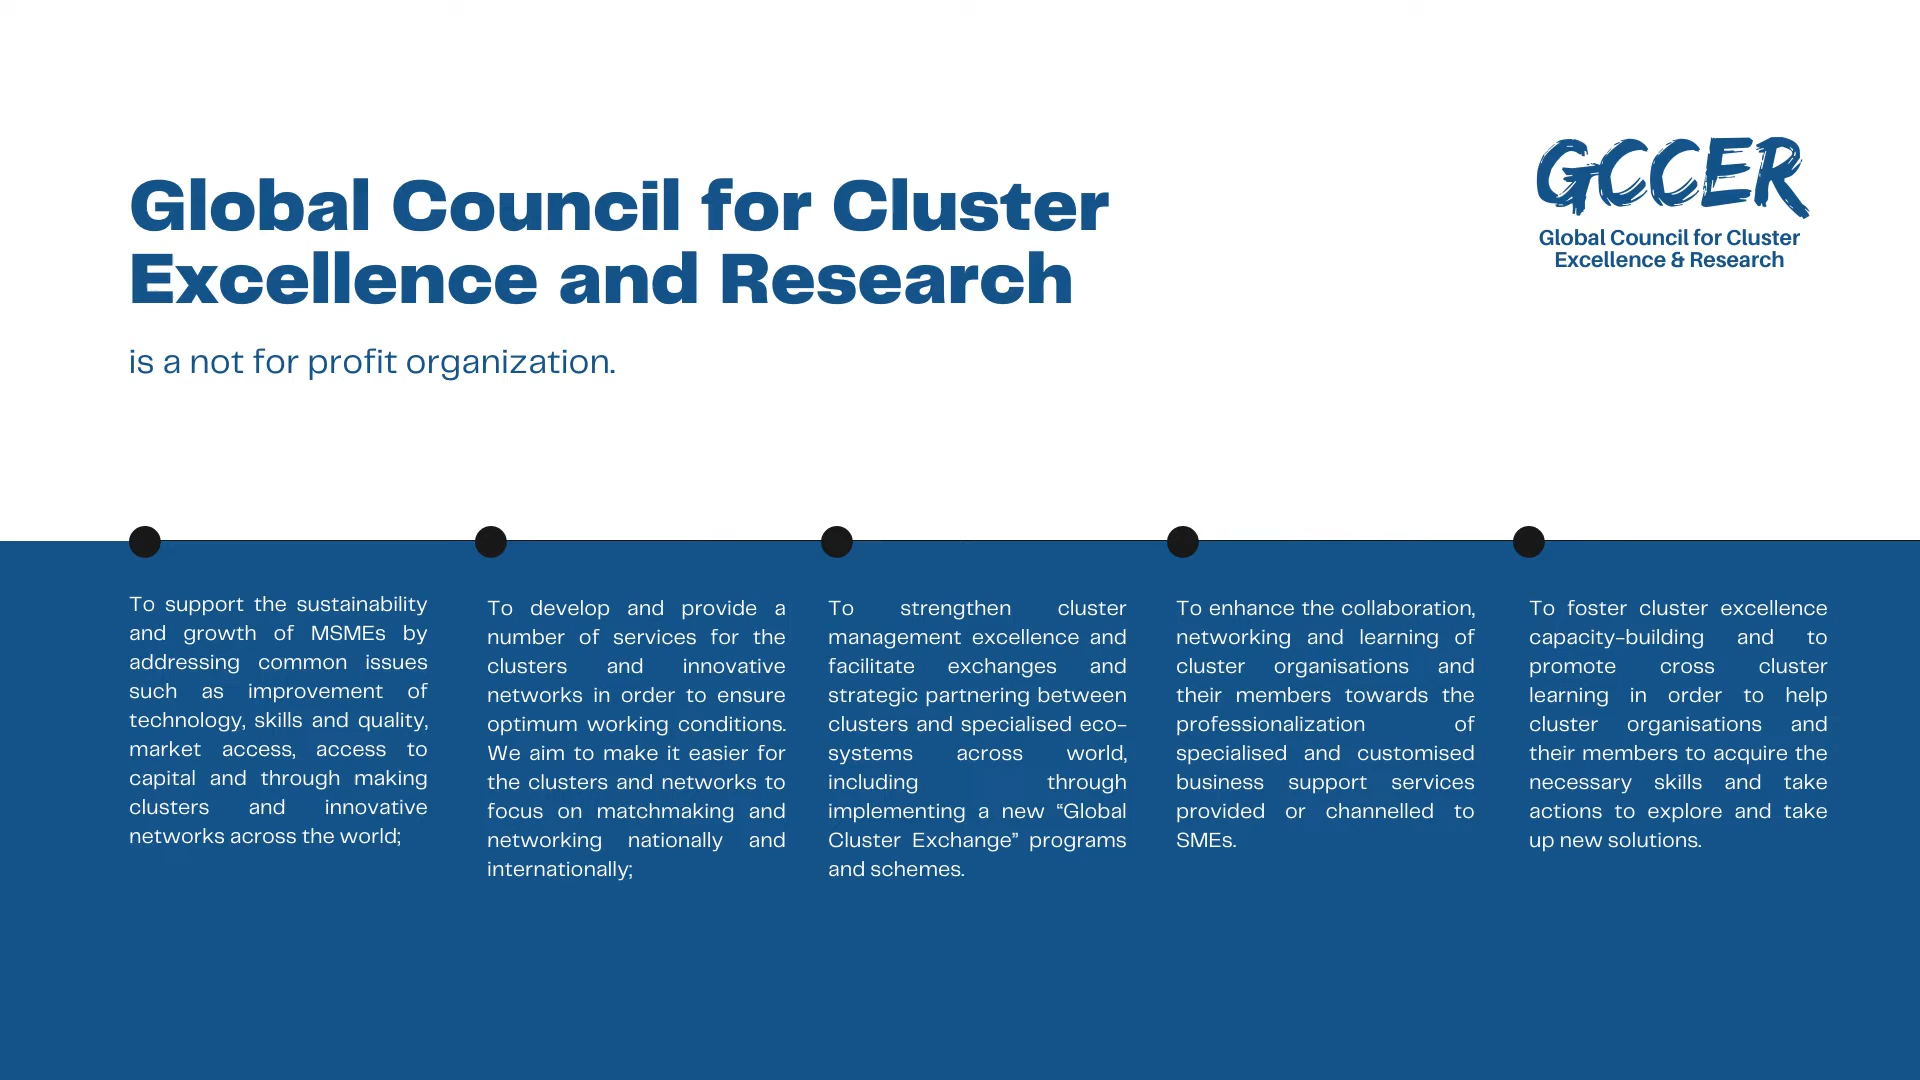 Global Council for Cluster
Excellence and Research
is a not for profit organization.
GCCER
Global Council for Cluster
Excellence & Research
To support the sustainability
and growth of MSMEs by
addressing common issues
such as improvement of
technology, skills and quality,
market access, access to
capital and through making
clusters and innovative
networks across the world;
To develop and provide a
number of services for the
clusters and innovative
networks in order to ensure
optimum working conditions.
We aim to make it easier for
the clusters and networks to
focus on matchmaking and
networking nationally and
internationally;
To strengthen cluster
management excellence and
facilitate exchanges and
strategic partnering between
clusters and specialised eco-
systems across world,
including through
implementing a new “Global
Cluster Exchange” programs
and schemes.
To enhance the collaboration,
networking and learning of
cluster organisations and
their members towards the
professionalization of
specialised and customised
business support services
provided or channelled to
SMEs.
To foster cluster excellence
capacity-building and to
promote cross cluster
learning in order to help
cluster organisations and
their members to acquire the
necessary skills and take
actions to explore and take
up new solutions.